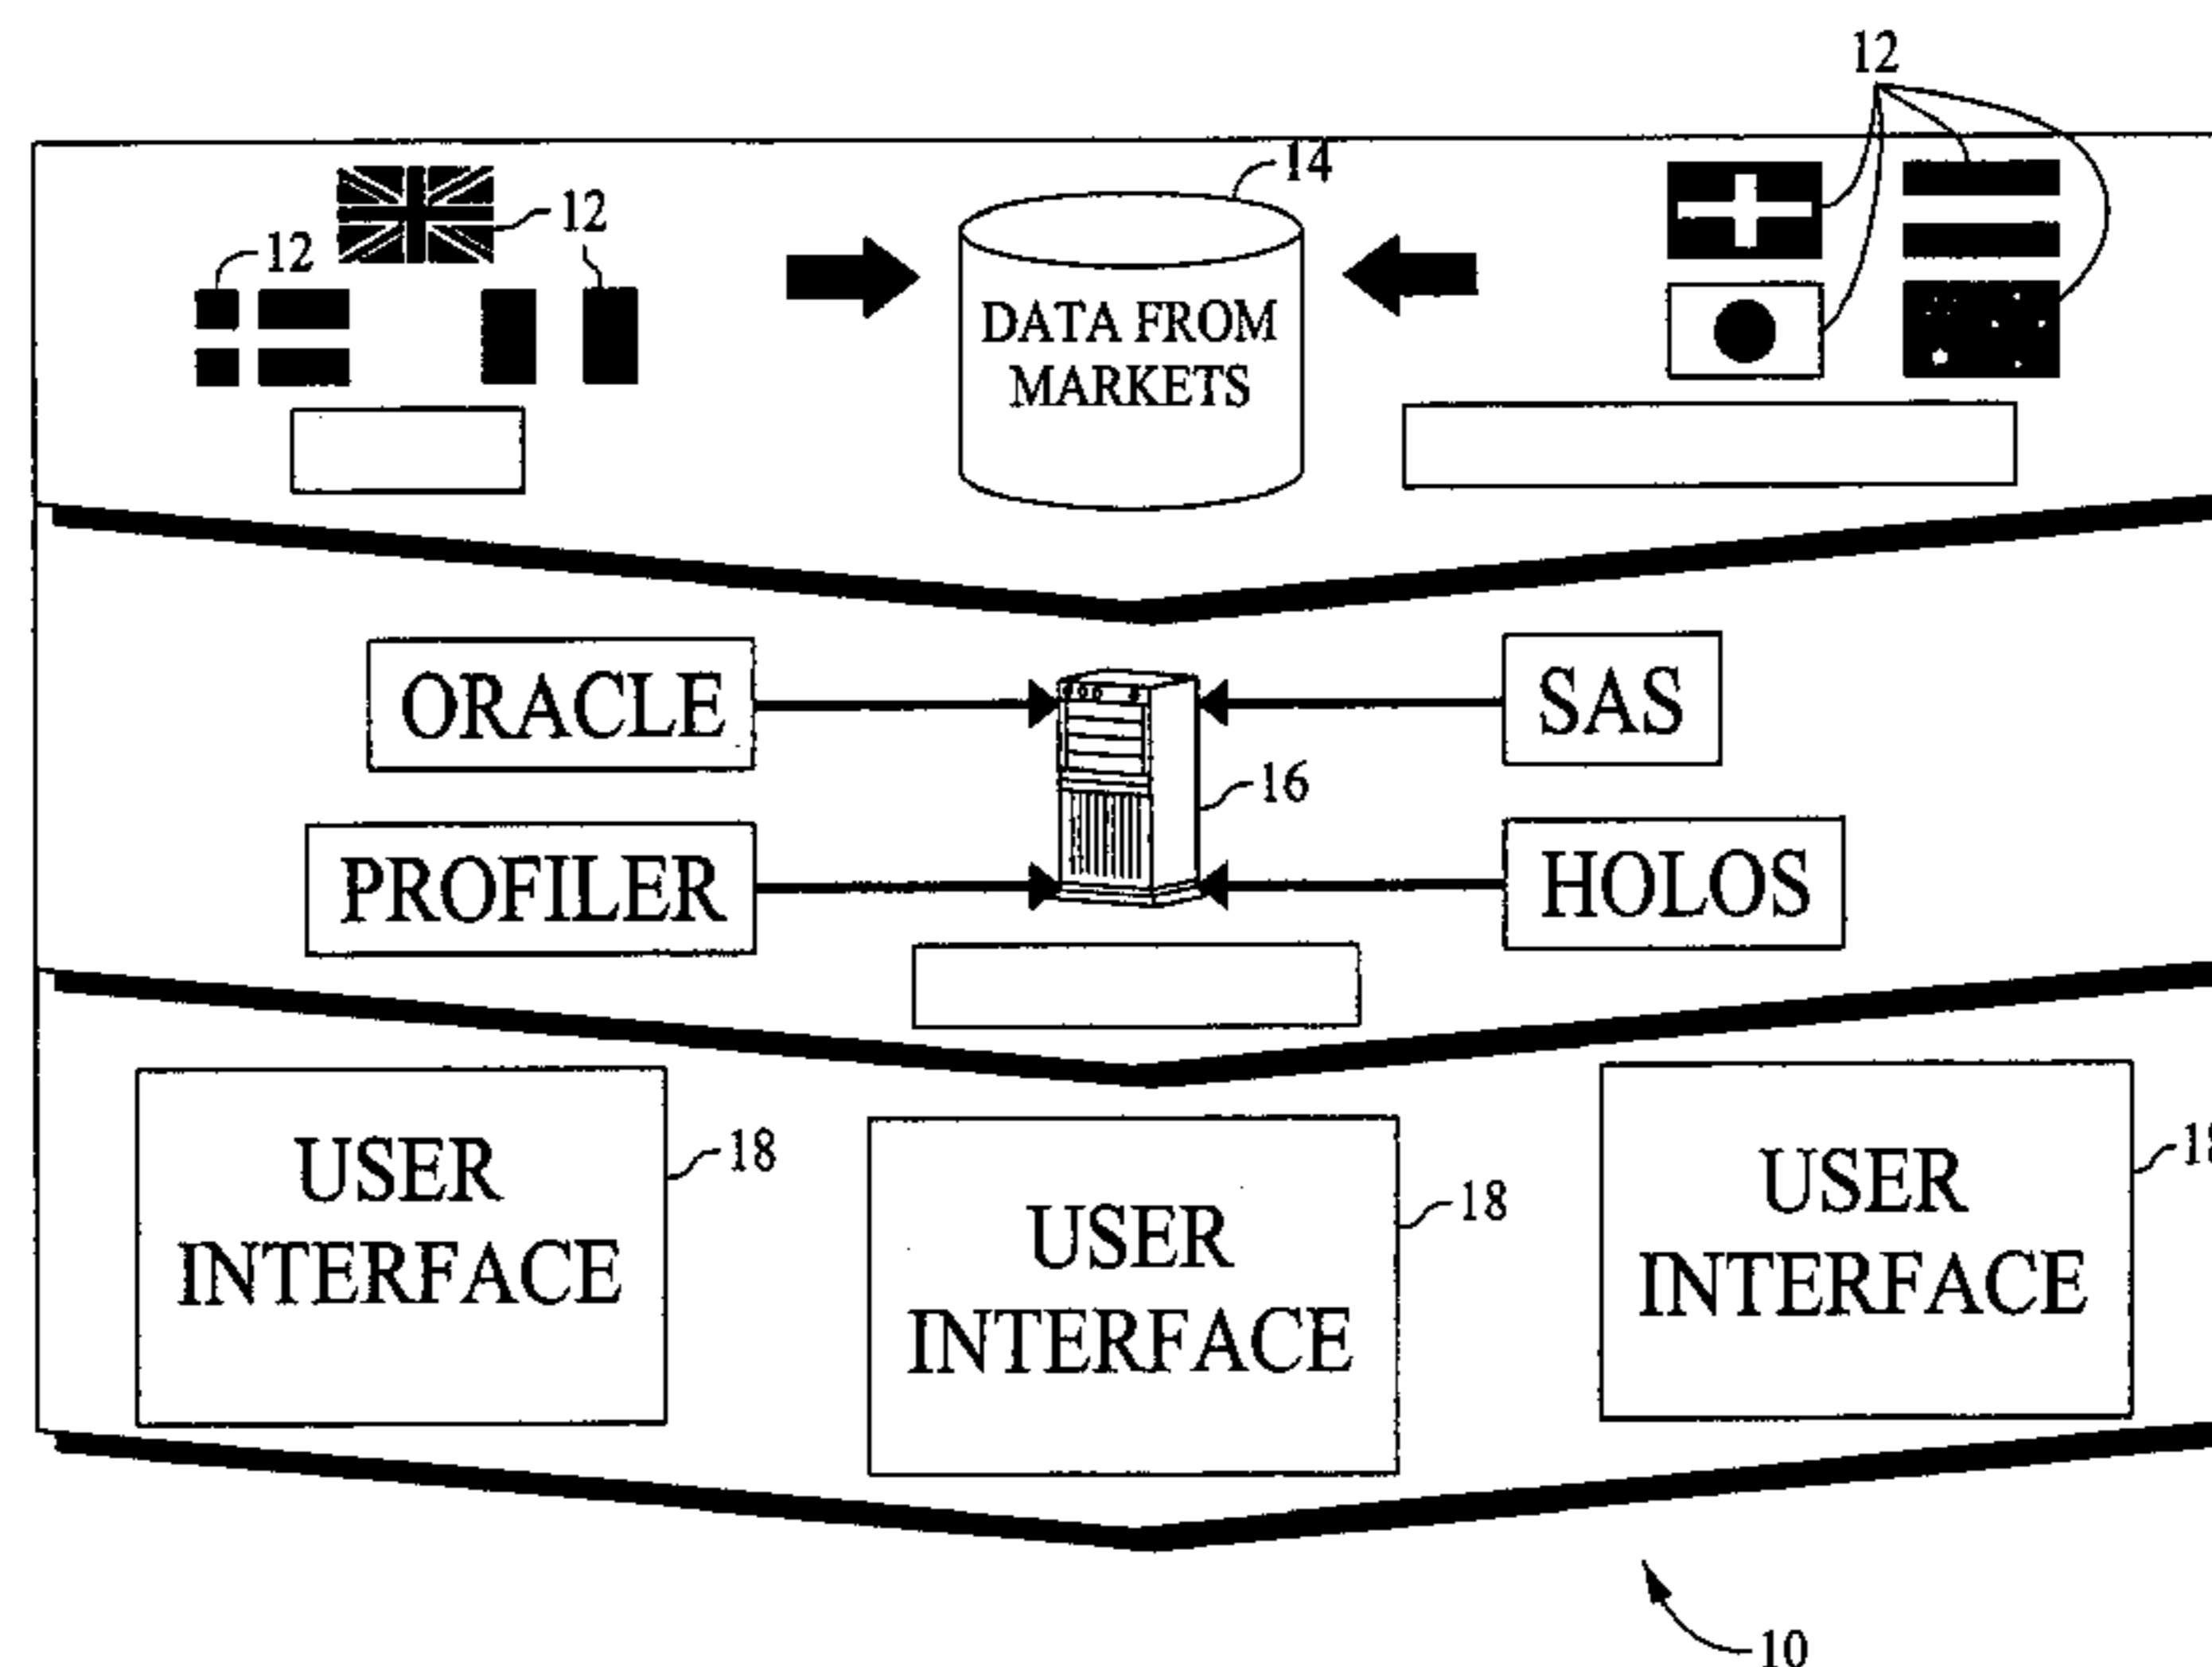 12
14
12
12
DATA FROM
MARKETS
ORACLE
SAS
16
PROFILER
HOLOS
USER
INTERFACE
18
USER
INTERFACE
18
USER
INTERFACE
10